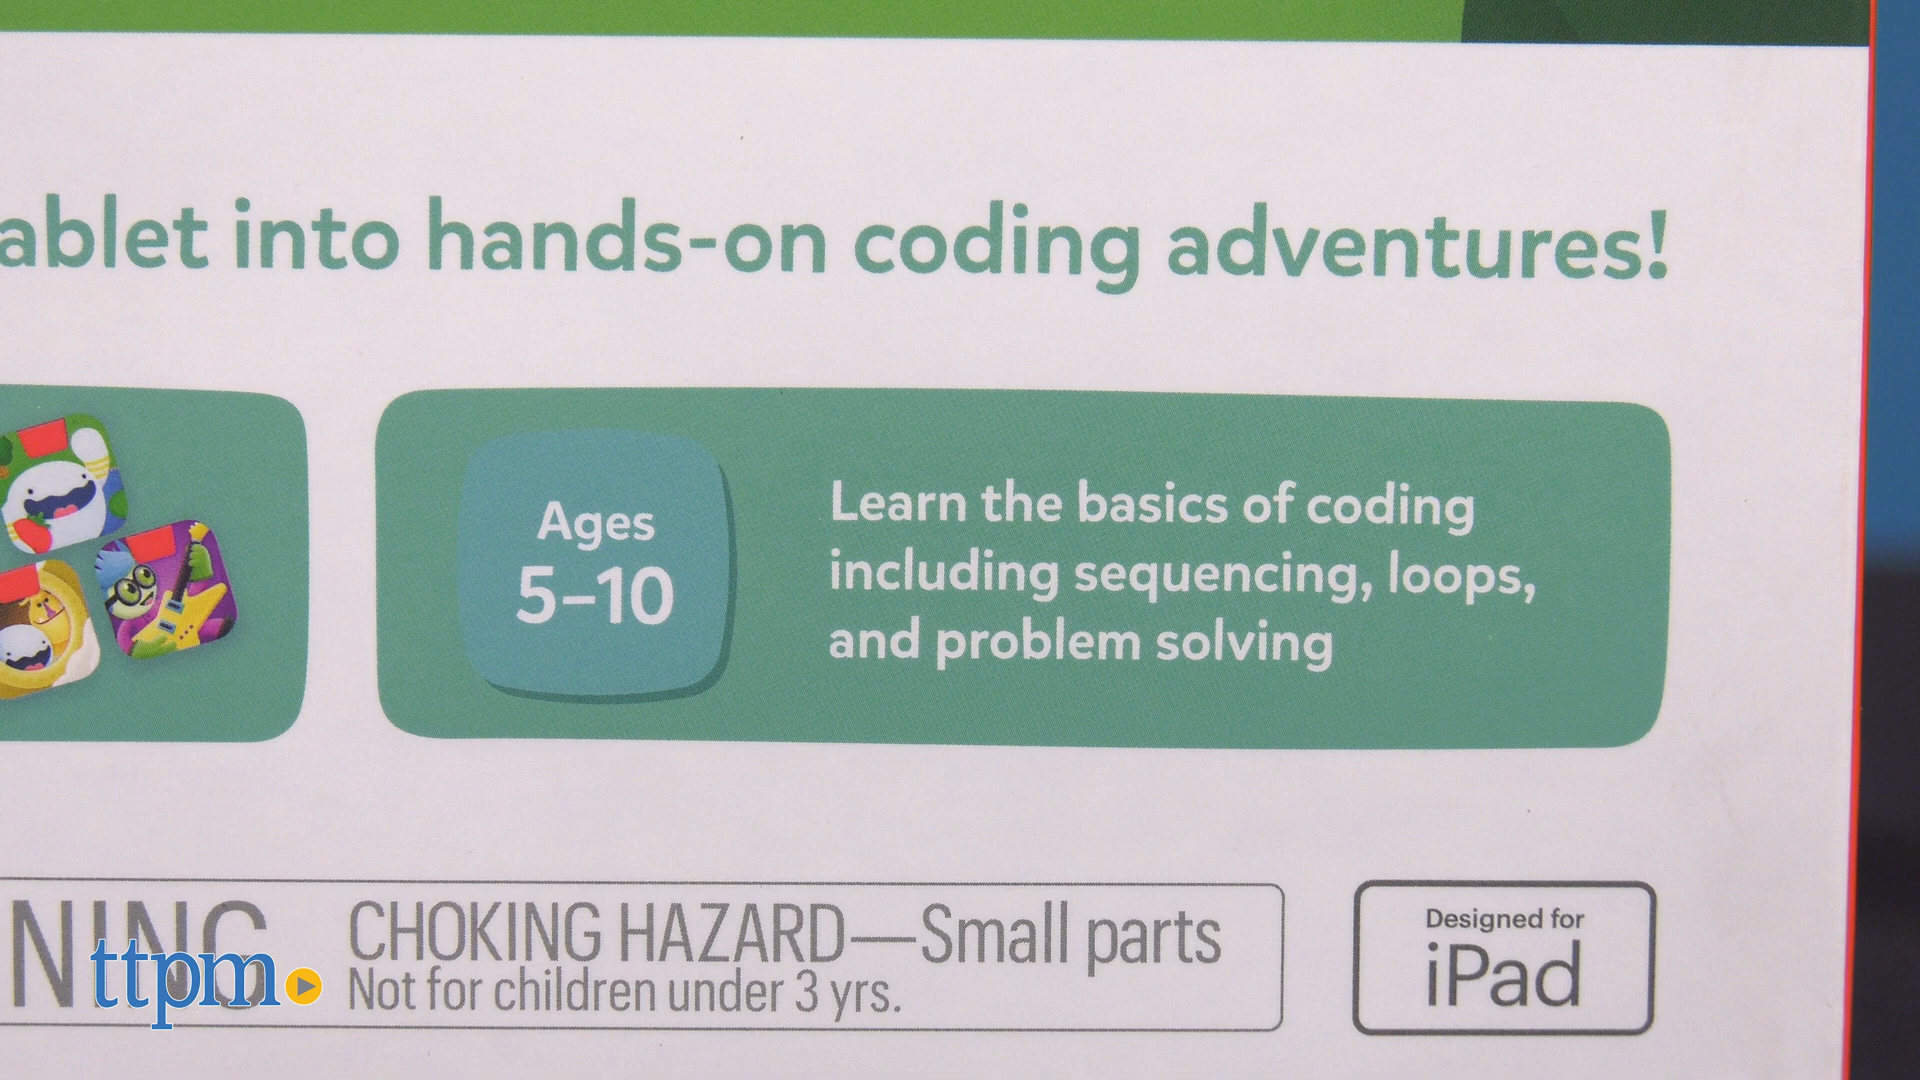 ablet into hands-on coding adventures!
Ages
5–10
Learn the basics of coding
including sequencing, loops,
and problem solving
NING
CHOKING HAZARD—Small parts
Not for children under 3 yrs.
Designed for
iPad
ttpm